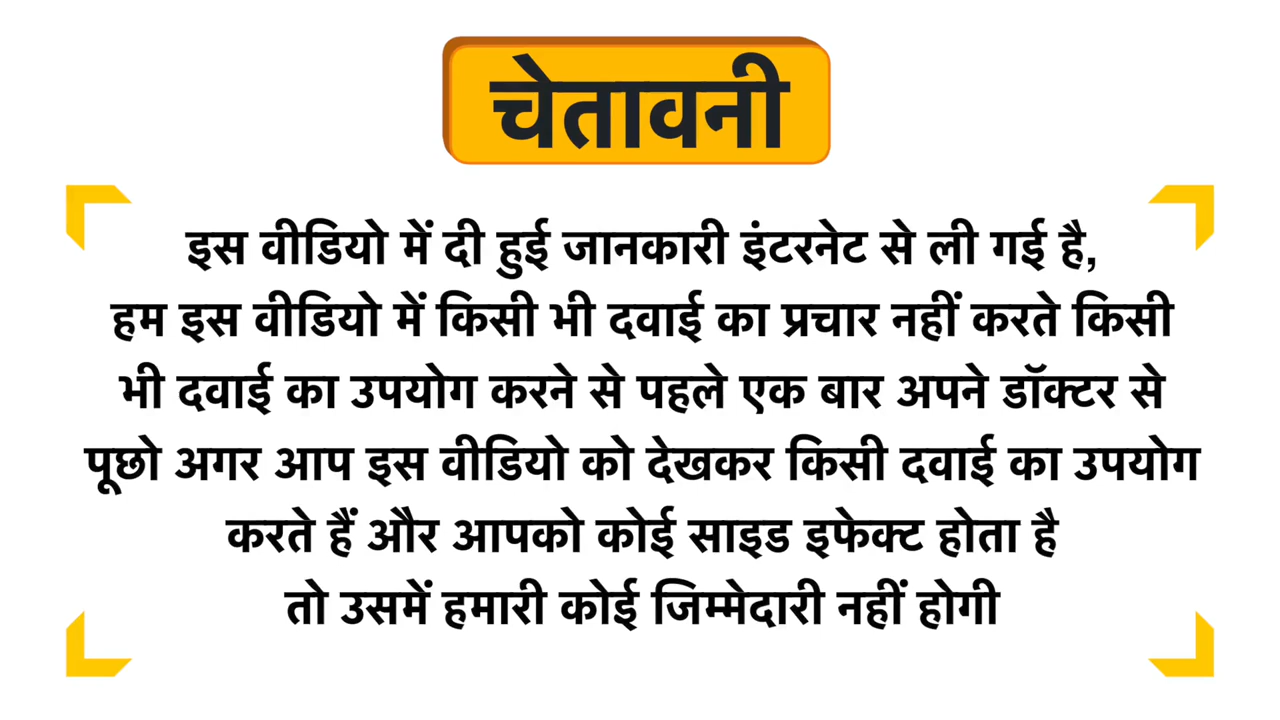 चेतावनी
इस वीडियो में दी हुई जानकारी इंटरनेट से ली गई है,
हम इस वीडियो में किसी भी दवाई का प्रचार नहीं करते किसी
भी दवाई का उपयोग करने से पहले एक बार अपने डॉक्टर से
पूछो अगर आप इस वीडियो को देखकर किसी दवाई का उपयोग
करते हैं और आपको कोई साइड इफेक्ट होता है
तो उसमें हमारी कोई जिम्मेदारी नहीं होगी